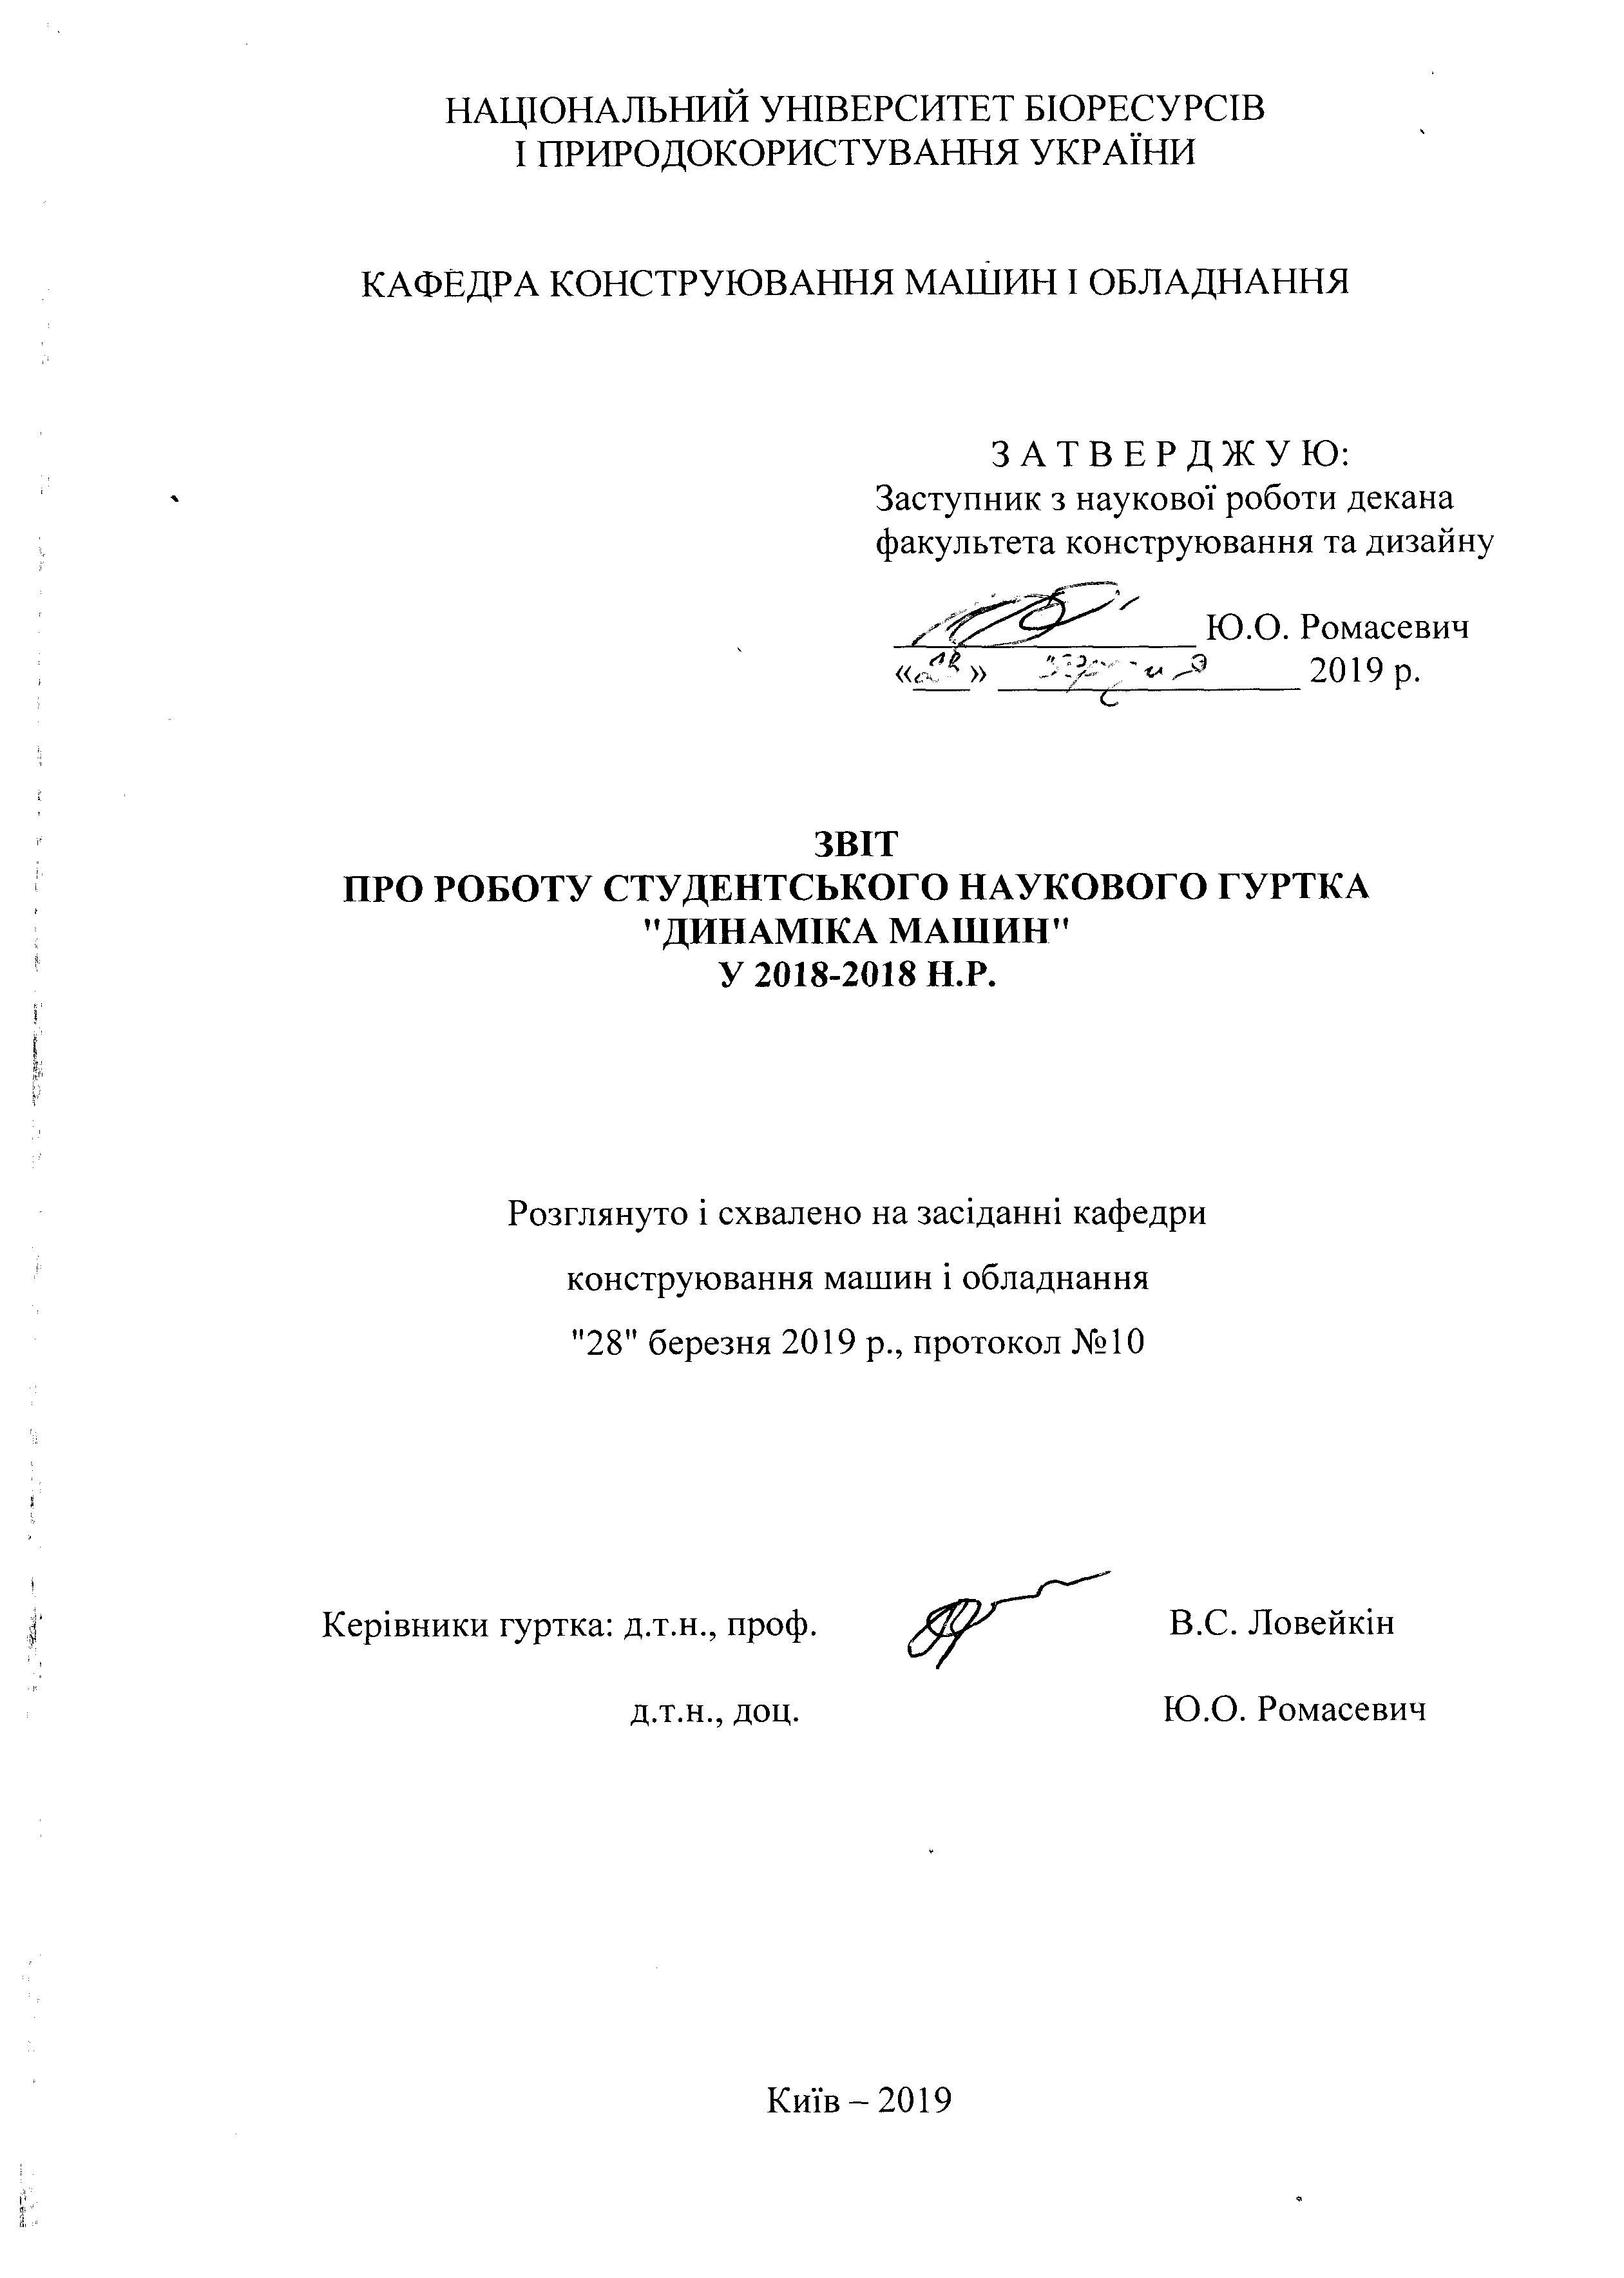 НАЦІОНАЛЬНИЙ УНІВЕРСИТЕТ БІОРЕСУРСІВ
І ПРИРОДОКОРИСТУВАННЯ УКРАЇНИ
КАФЕДРА КОНСТРУЮВАННЯ МАШИН І ОБЛАДНАННЯ
З А Т В Е Р Д Ж У Ю:
Заступник з наукової роботи декана
факультета конструювання та дизайну
Ю.О. Ромасевич
« » 2019 р.
ЗВІТ
ПРО РОБОТУ СТУДЕНТСЬКОГО НАУКОВОГО ГУРТКА
"ДИНАМІКА МАШИН"
У 2018-2018 Н.Р.
Розглянуто і схвалено на засіданні кафедри
конструювання машин і обладнання
"28" березня 2019 р., протокол №10
Керівники гуртка: д.т.н., проф. В.С. Ловейкін
д.т.н., доц. Ю.О. Ромасевич
Київ – 2019